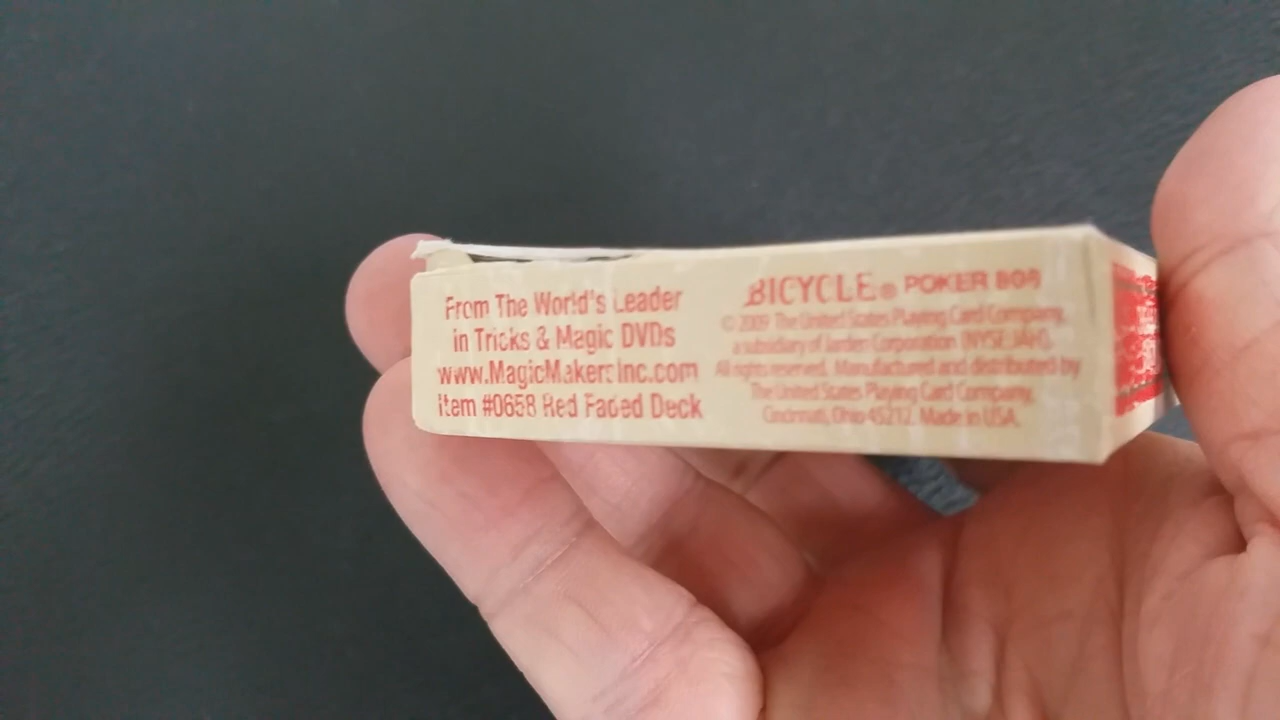 From The World's Leader
in Tricks & Magic DVDs
www.MagicMakersInc.com
Item #0658 Red Faded Deck
BICYCLE® POKER 808
© 2009 The United States Playing Card Company,
a subsidiary of Jarden Corporation (NYSE:JAH).
All rights reserved. Manufactured and distributed by
The United States Playing Card Company,
Cincinnati, Ohio 45212. Made in USA.